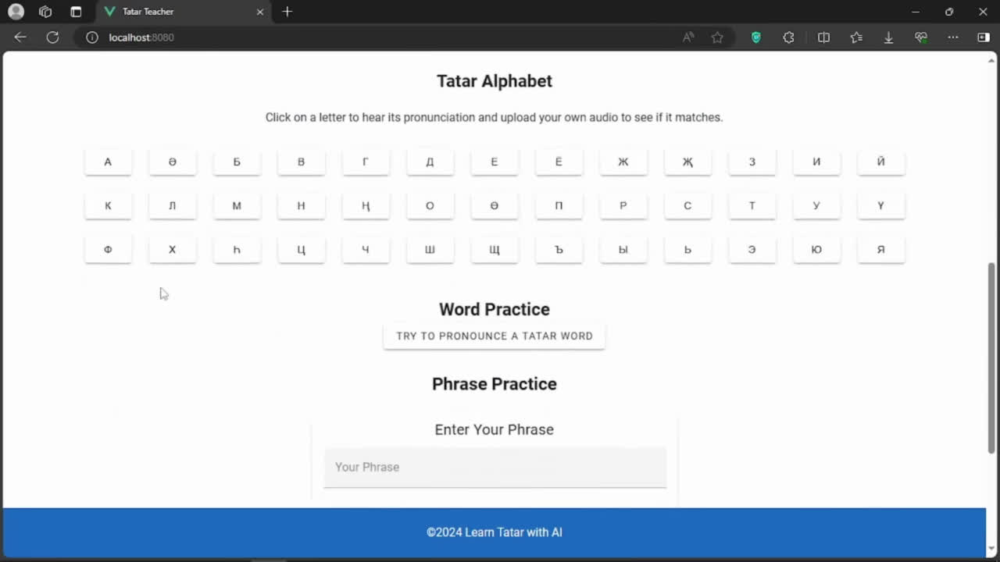 Tatar Teacher
localhost:8080
Tatar Alphabet
Click on a letter to hear its pronunciation and upload your own audio to see if it matches.
А Ә Б В Г Д Е Ё Ж Җ З И Й
К Л М Н Ң О Ө П Р С Т У Ү
Ф Х Һ Ц Ч Ш Щ Ъ Ы Ь Э Ю Я
Word Practice
TRY TO PRONOUNCE A TATAR WORD
Phrase Practice
Enter Your Phrase
Your Phrase
©2024 Learn Tatar with AI